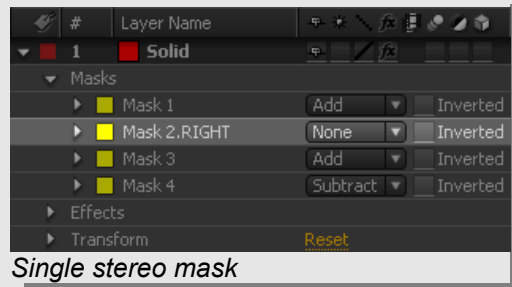 # Layer Name
1 Solid
Masks
Mask 1 Add Inverted
Mask 2.RIGHT None Inverted
Mask 3 Add Inverted
Mask 4 Subtract Inverted
Effects
Transform Reset
Single stereo mask